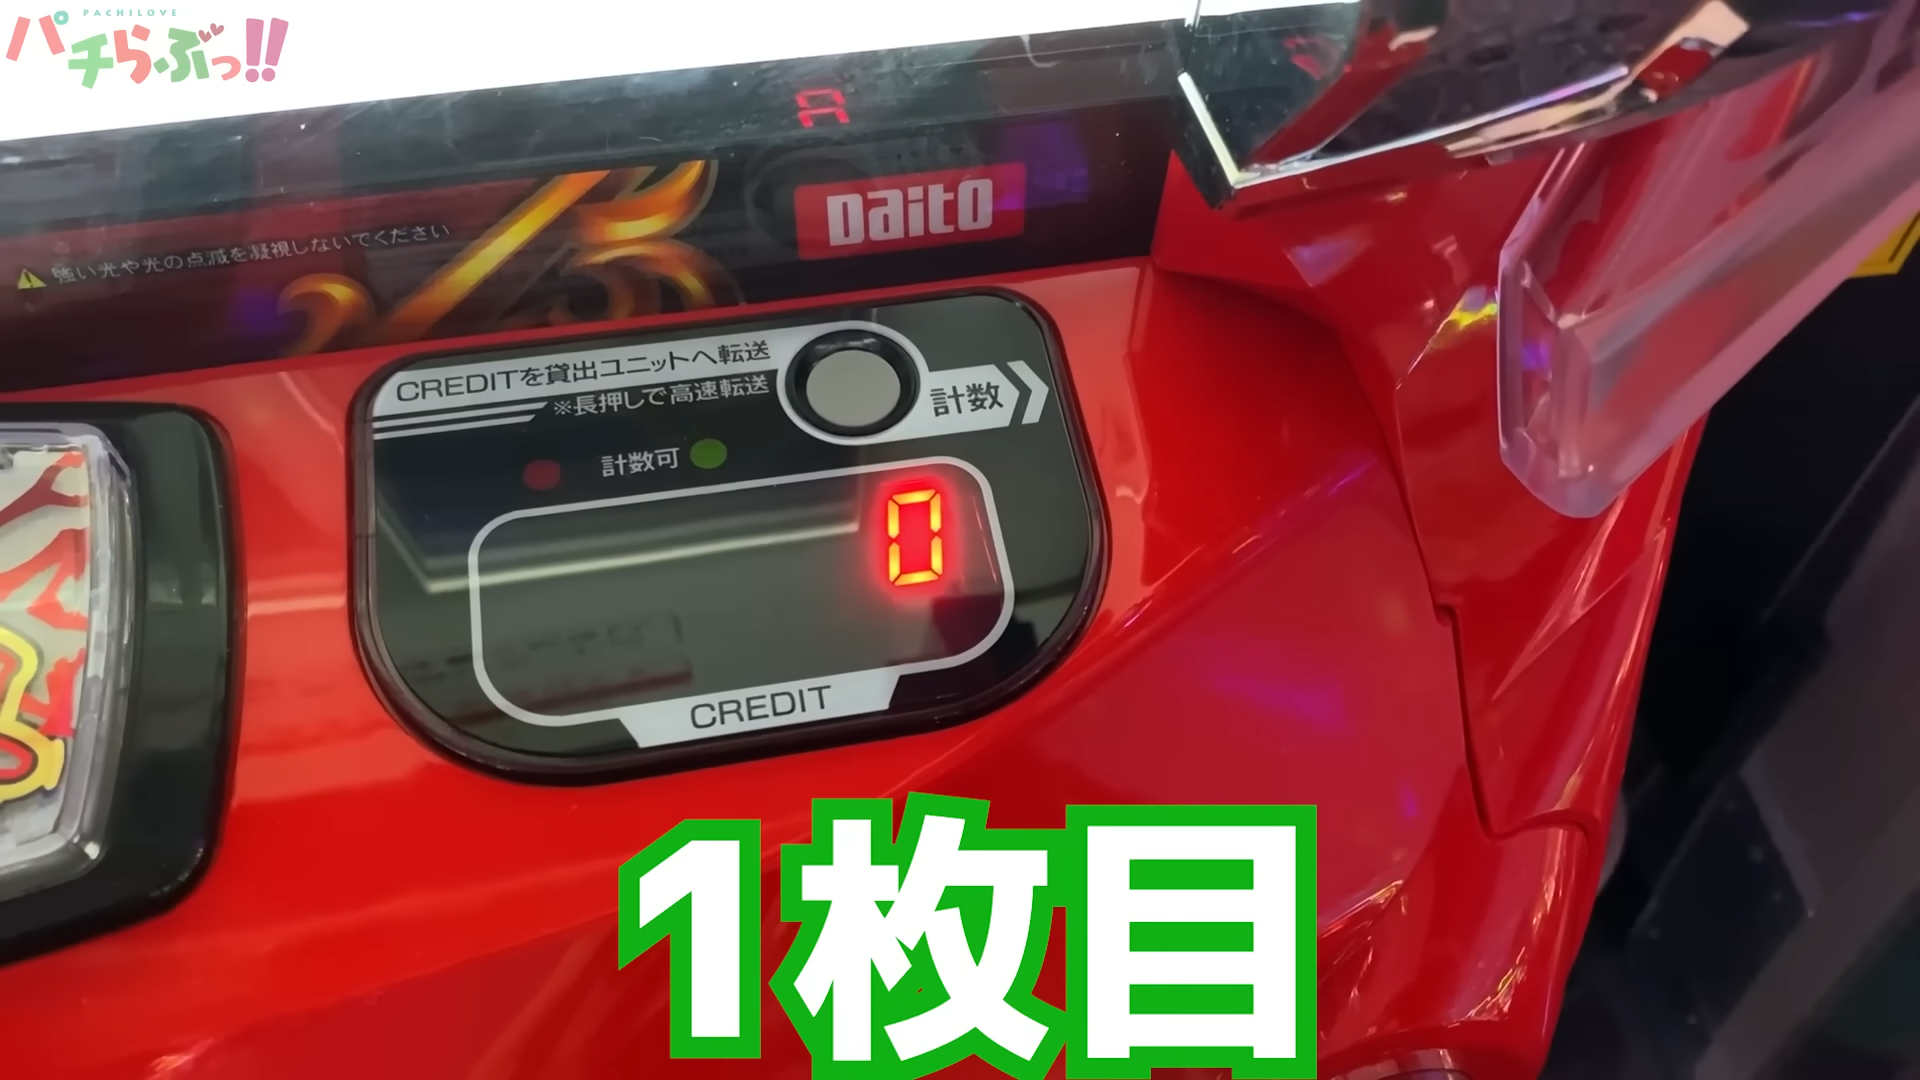 PACHILOVE
パチらぶっ!!
DaitO
強い光や光の点滅を凝視しないでください
CREDITを貸出ユニットへ転送
※長押しで高速転送
計数
計数可
0
CREDIT
1枚目